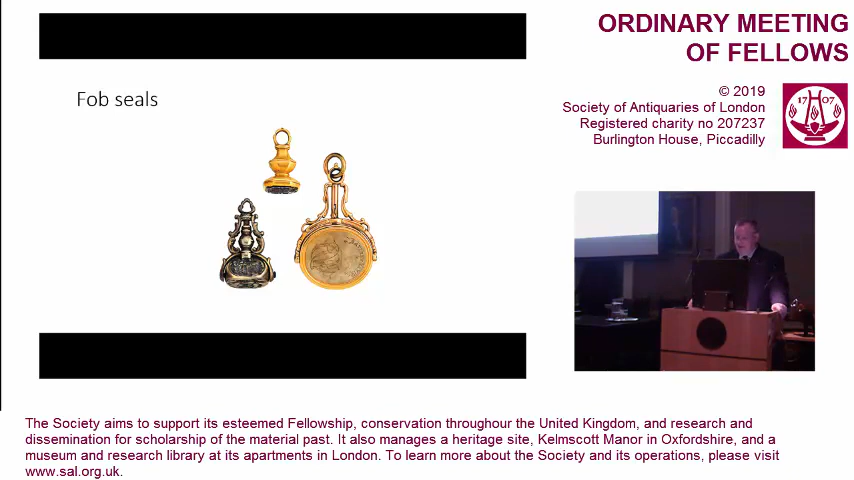 ORDINARY MEETING
OF FELLOWS
Fob seals
© 2019
Society of Antiquaries of London
Registered charity no 207237
Burlington House, Piccadilly
17 07
The Society aims to support its esteemed Fellowship, conservation throughour the United Kingdom, and research and
dissemination for scholarship of the material past. It also manages a heritage site, Kelmscott Manor in Oxfordshire, and a
museum and research library at its apartments in London. To learn more about the Society and its operations, please visit
www.sal.org.uk.